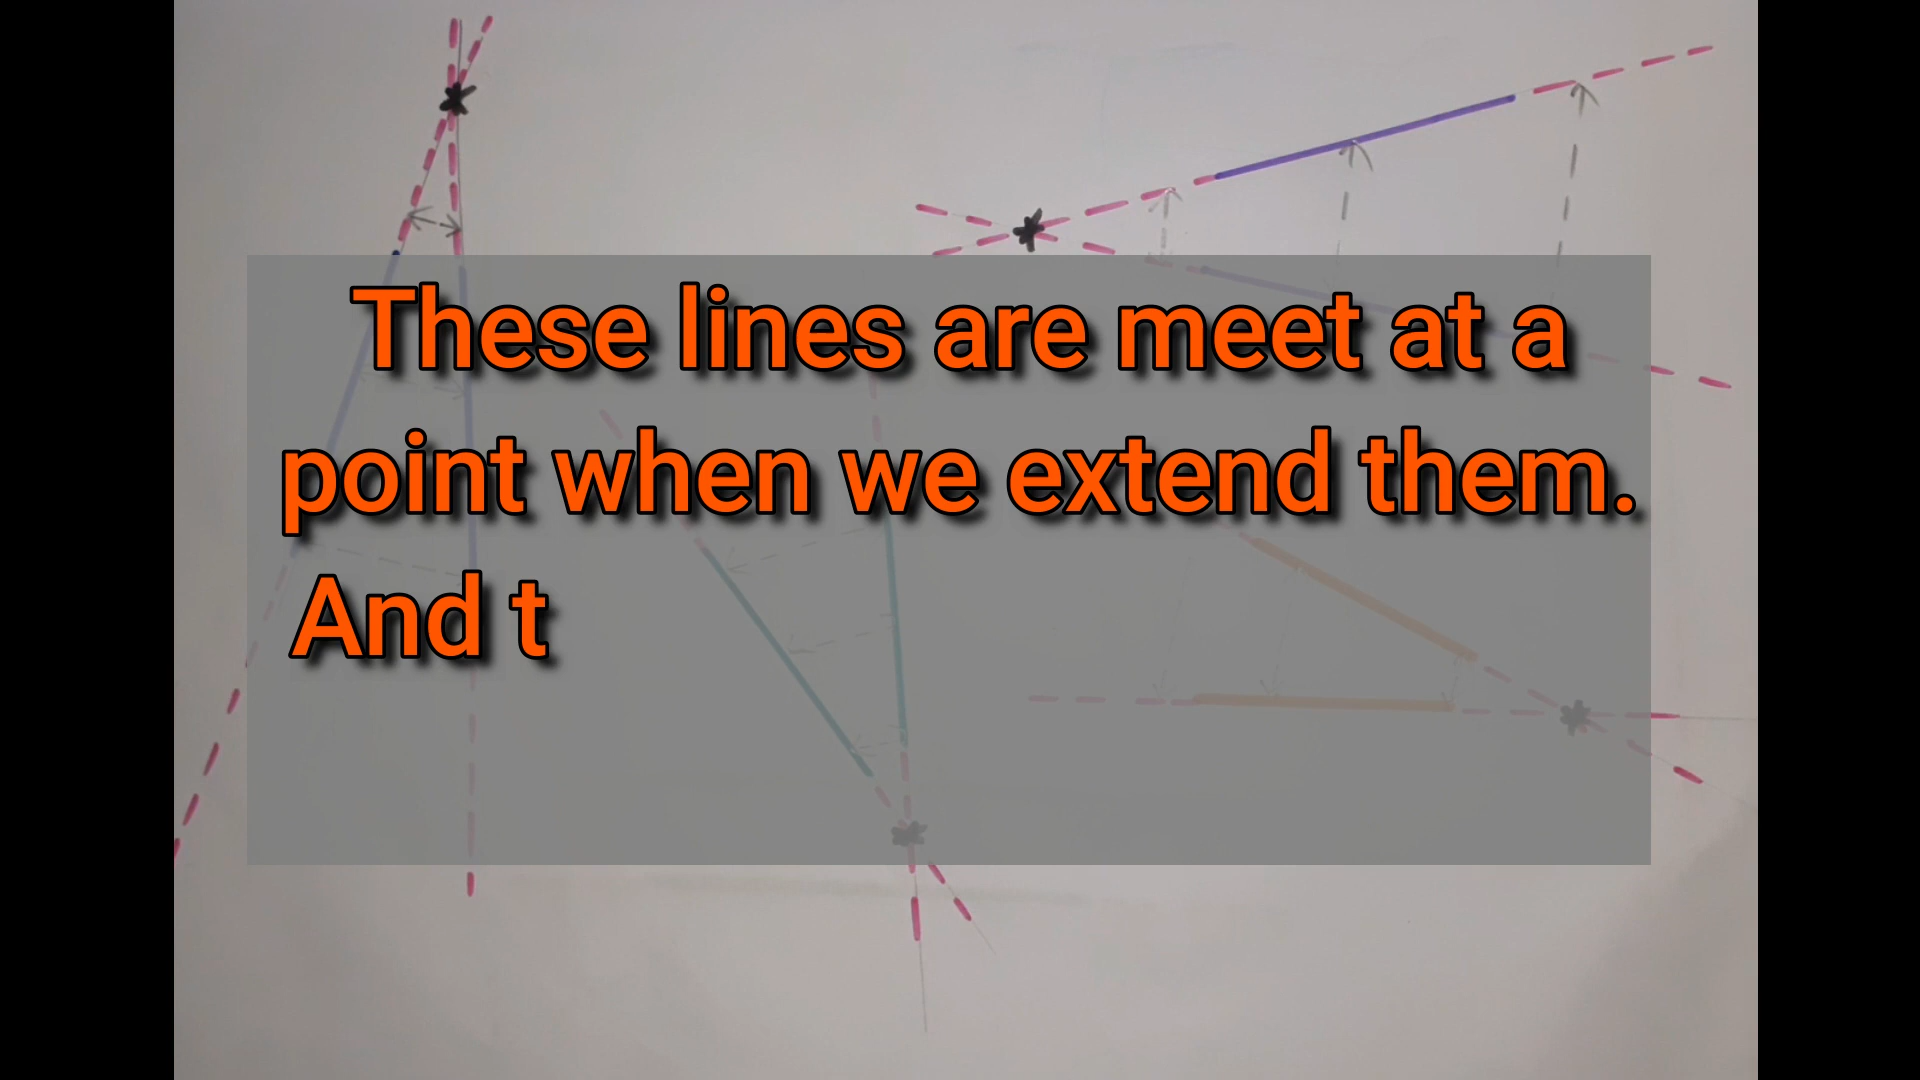 These lines are meet at a
point when we extend them.
And t